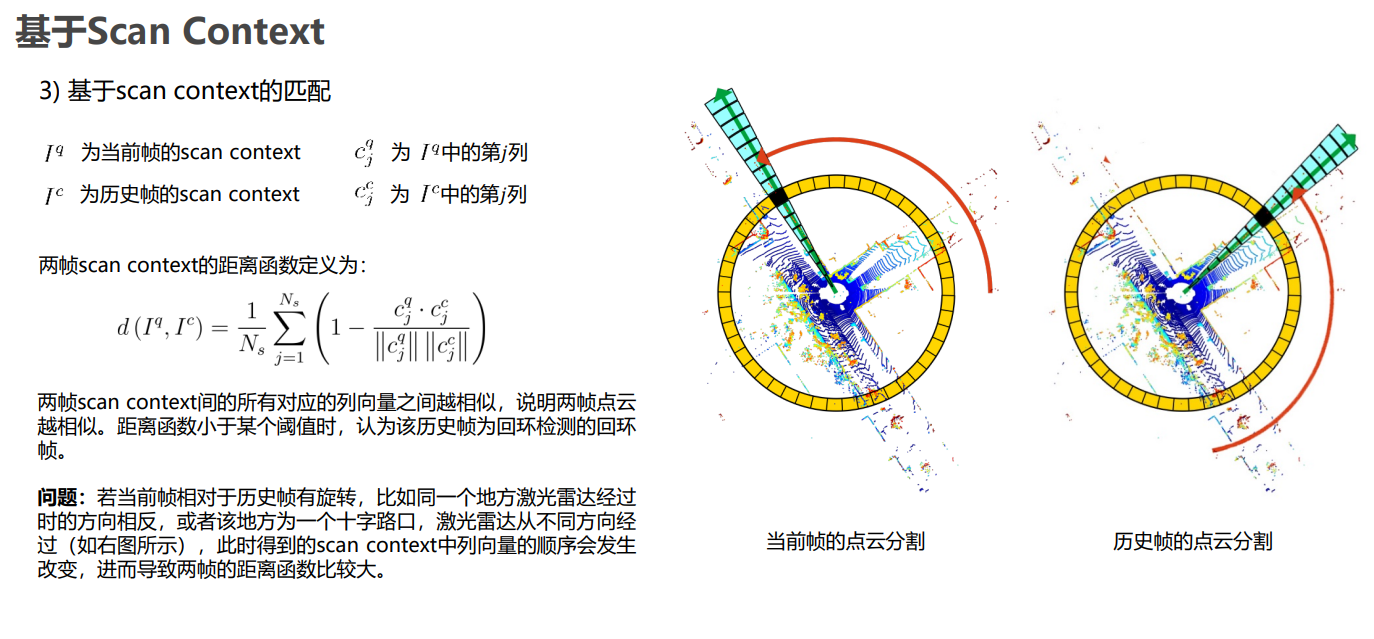 基于Scan Context
3) 基于scan context的匹配
I^q 为当前帧的scan context
c_j^q 为 I^q中的第j列
I^c 为历史帧的scan context
c_j^c 为 I^c中的第j列
两帧scan context的距离函数定义为：
d(I^q, I^c) = \frac{1}{N_s} \sum_{j=1}^{N_s} \left(1 - \frac{c_j^q \cdot c_j^c}{\|c_j^q\| \|c_j^c\|}\right)
两帧scan context间的所有对应的列向量之间越相似，说明两帧点云
越相似。距离函数小于某个阈值时，认为该历史帧为回环检测的回环
帧。
问题：若当前帧相对于历史帧有旋转，比如同一个地方激光雷达经过
时的方向相反，或者该地方为一个十字路口，激光雷达从不同方向经
过（如右图所示），此时得到的scan context中列向量的顺序会发生
改变，进而导致两帧的距离函数比较大。
当前帧的点云分割
历史帧的点云分割